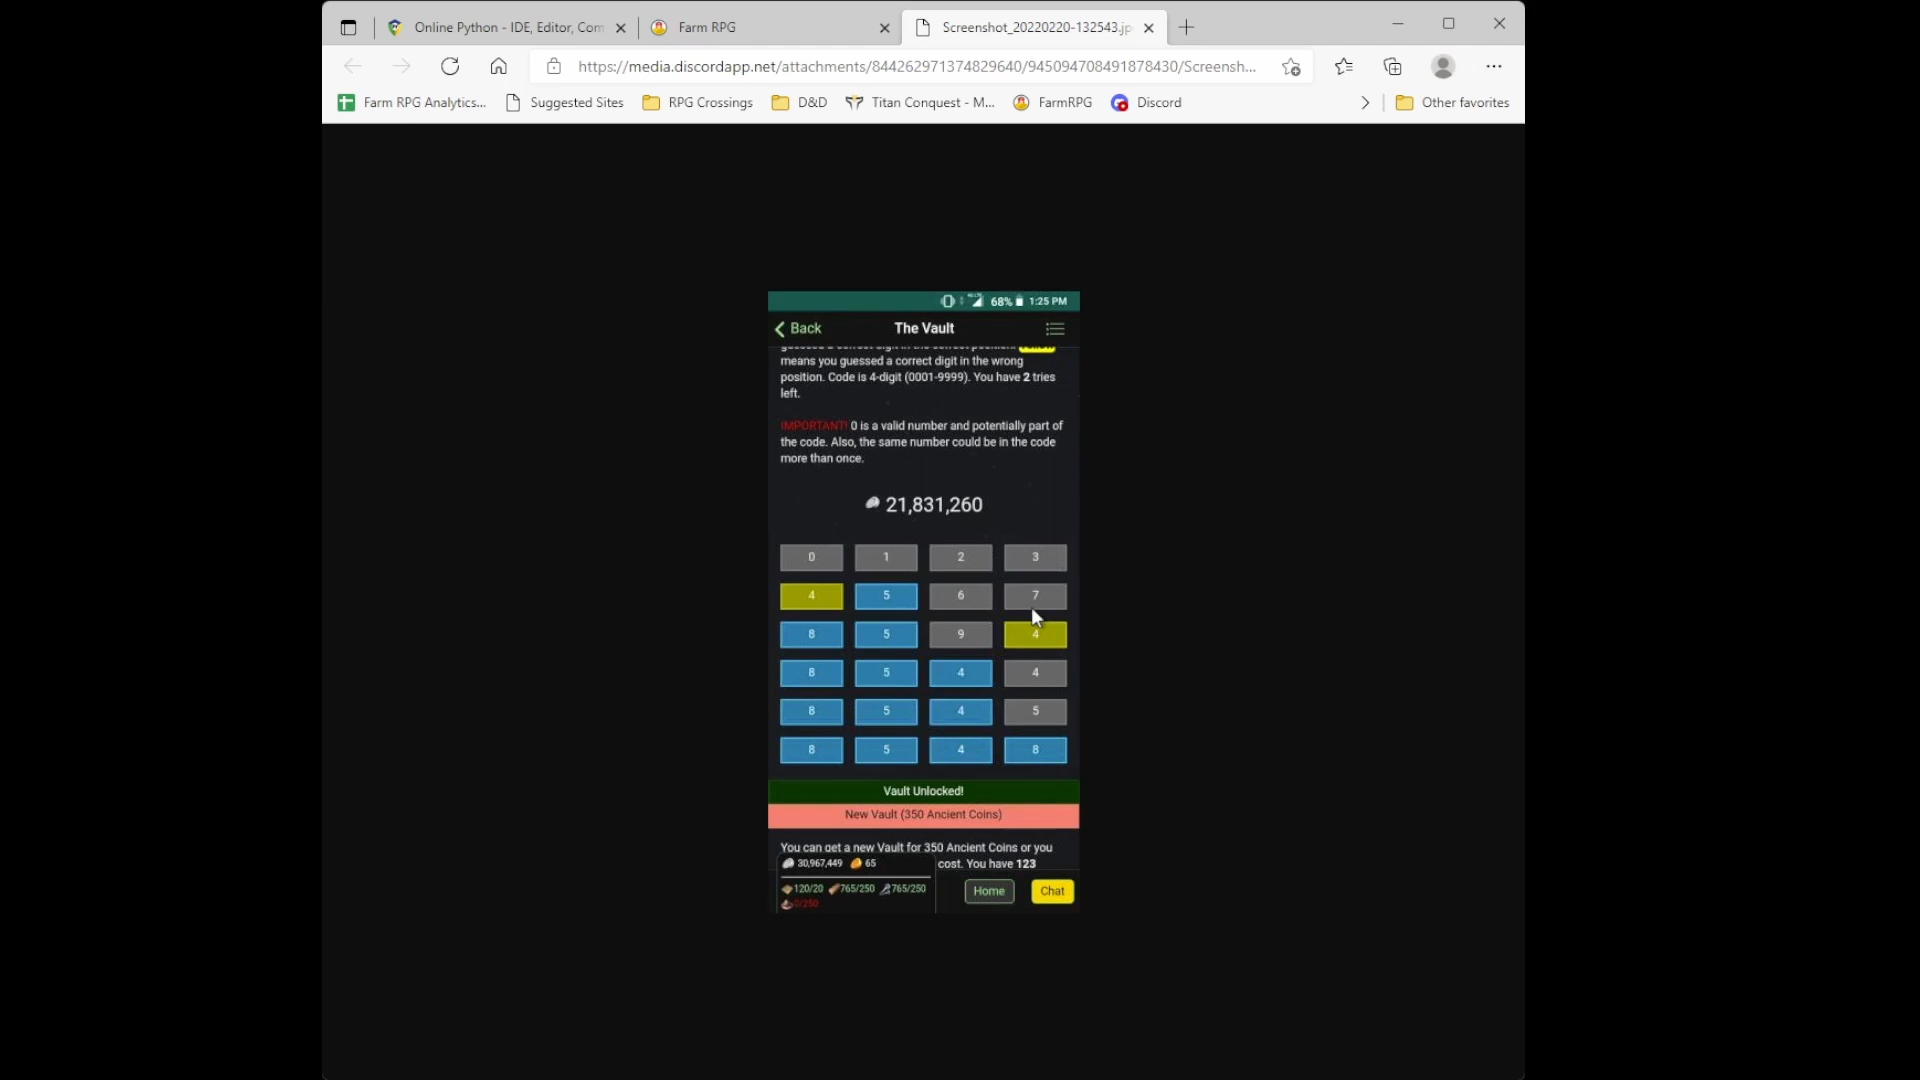 Online Python - IDE, Editor, Com
Farm RPG
Screenshot_20220220-132543.jp
https://media.discordapp.net/attachments/844262971374829640/945094708491878430/Screensh...
Farm RPG Analytics...
Suggested Sites
RPG Crossings
D&D
Titan Conquest - M...
FarmRPG
Discord
Other favorites
68% 1:25 PM
Back
The Vault
means you guessed a correct digit in the wrong
position. Code is 4-digit (0001-9999). You have 2 tries
left.
IMPORTANT! 0 is a valid number and potentially part of
the code. Also, the same number could be in the code
more than once.
21,831,260
0 1 2 3
4 5 6 7
8 5 9 4
8 5 4 4
8 5 4 5
8 5 4 8
Vault Unlocked!
New Vault (350 Ancient Coins)
You can get a new Vault for 350 Ancient Coins or you
cost. You have 123
30,967,449 65
120/20 765/250 765/250
0/250
Home
Chat